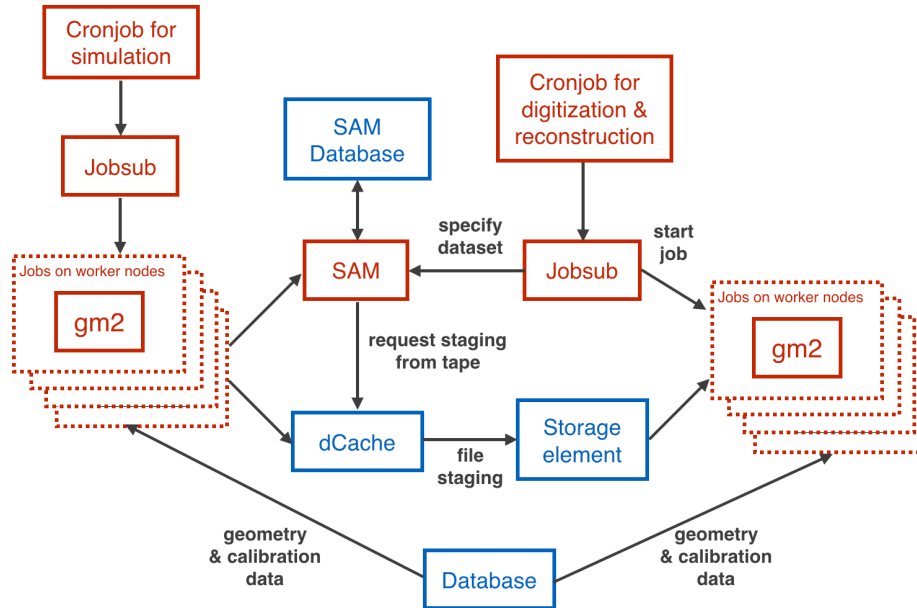 Cronjob for
simulation
Cronjob for
digitization &
reconstruction
SAM
Database
Jobsub
specify
dataset
start
job
Jobs on worker nodes
gm2
SAM
Jobsub
Jobs on worker nodes
gm2
request staging
from tape
dCache
file
staging
Storage
element
geometry
& calibration
data
Database
geometry
& calibration
data